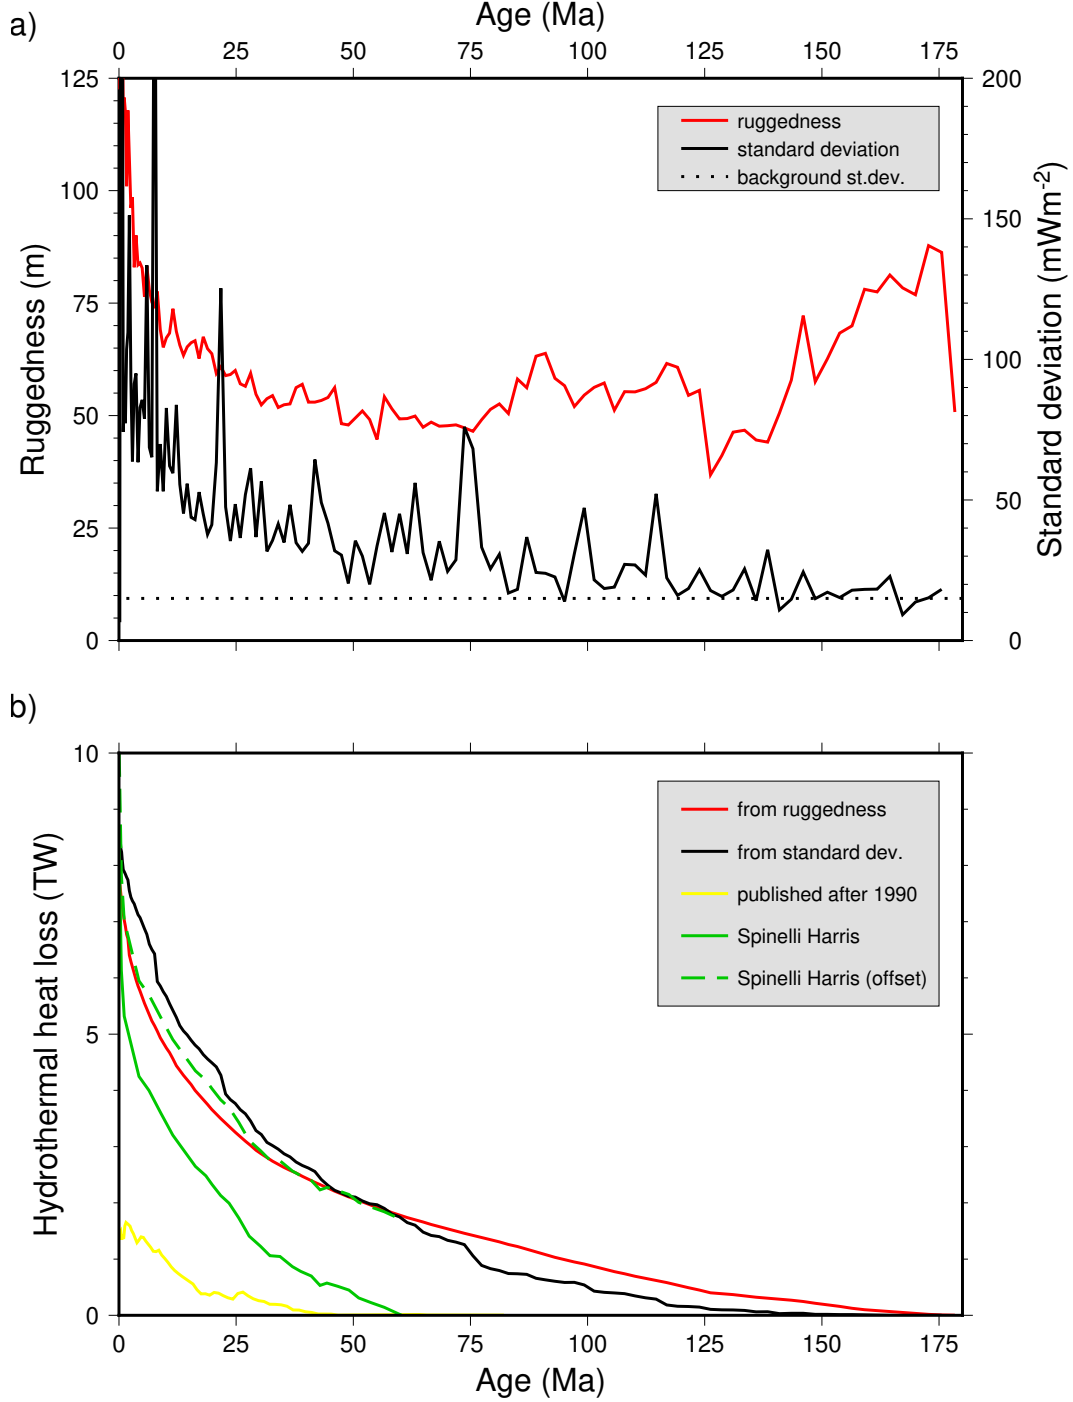 a)
Age (Ma)
0 25 50 75 100 125 150 175
125
100
75
50
25
0
Ruggedness (m)
200
150
100
50
0
Standard deviation (mWm-2)
ruggedness
standard deviation
background st.dev.
b)
10
5
0
Hydrothermal heat loss (TW)
from ruggedness
from standard dev.
published after 1990
Spinelli Harris
Spinelli Harris (offset)
0 25 50 75 100 125 150 175
Age (Ma)